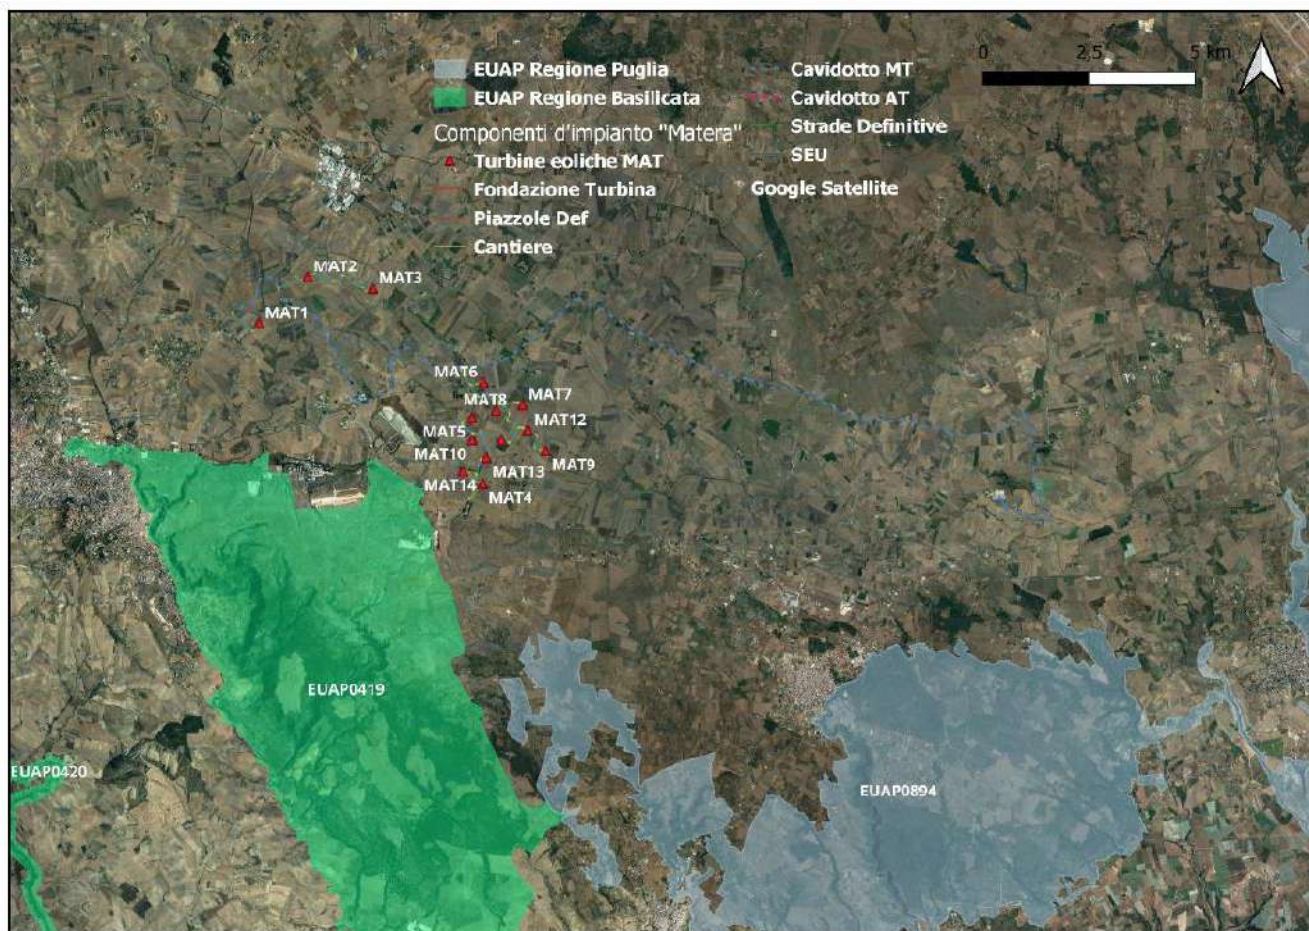 0 2,5 5 km
EUAP Regione Puglia
EUAP Regione Basilicata
Componenti d'impianto "Matera"
Turbine eoliche MAT
Fondazione Turbina
Piazzole Def
Cantiere
Cavidotto MT
Cavidotto AT
Strade Definitive
SEU
Google Satellite
MAT2
MAT3
MAT1
MAT6
MAT8
MAT7
MAT5
MAT12
MAT10
MAT13
MAT9
MAT14
MAT4
EUAP0419
EUAP0420
EUAP0894